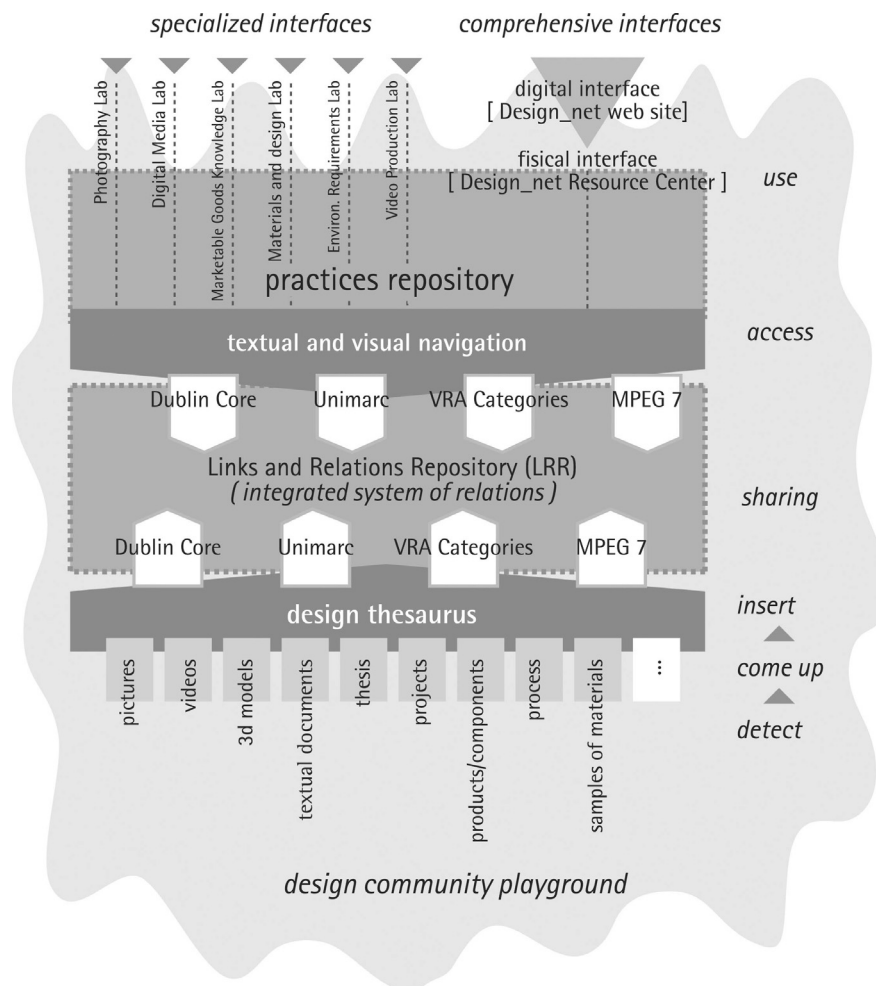 specialized interfaces
comprehensive interfaces
Photography Lab
Digital Media Lab
Marketable Goods Knowledge Lab
Materials and design Lab
Environ. Requirements Lab
Video Production Lab
digital interface
[ Design_net web site]
fisical interface
[ Design_net Resource Center ]
use
practices repository
access
textual and visual navigation
Dublin Core
Unimarc
VRA Categories
MPEG 7
Links and Relations Repository (LRR)
( integrated system of relations )
sharing
Dublin Core
Unimarc
VRA Categories
MPEG 7
insert
design thesaurus
come up
detect
pictures
videos
3d models
textual documents
thesis
projects
products/components
process
samples of materials
...
design community playground